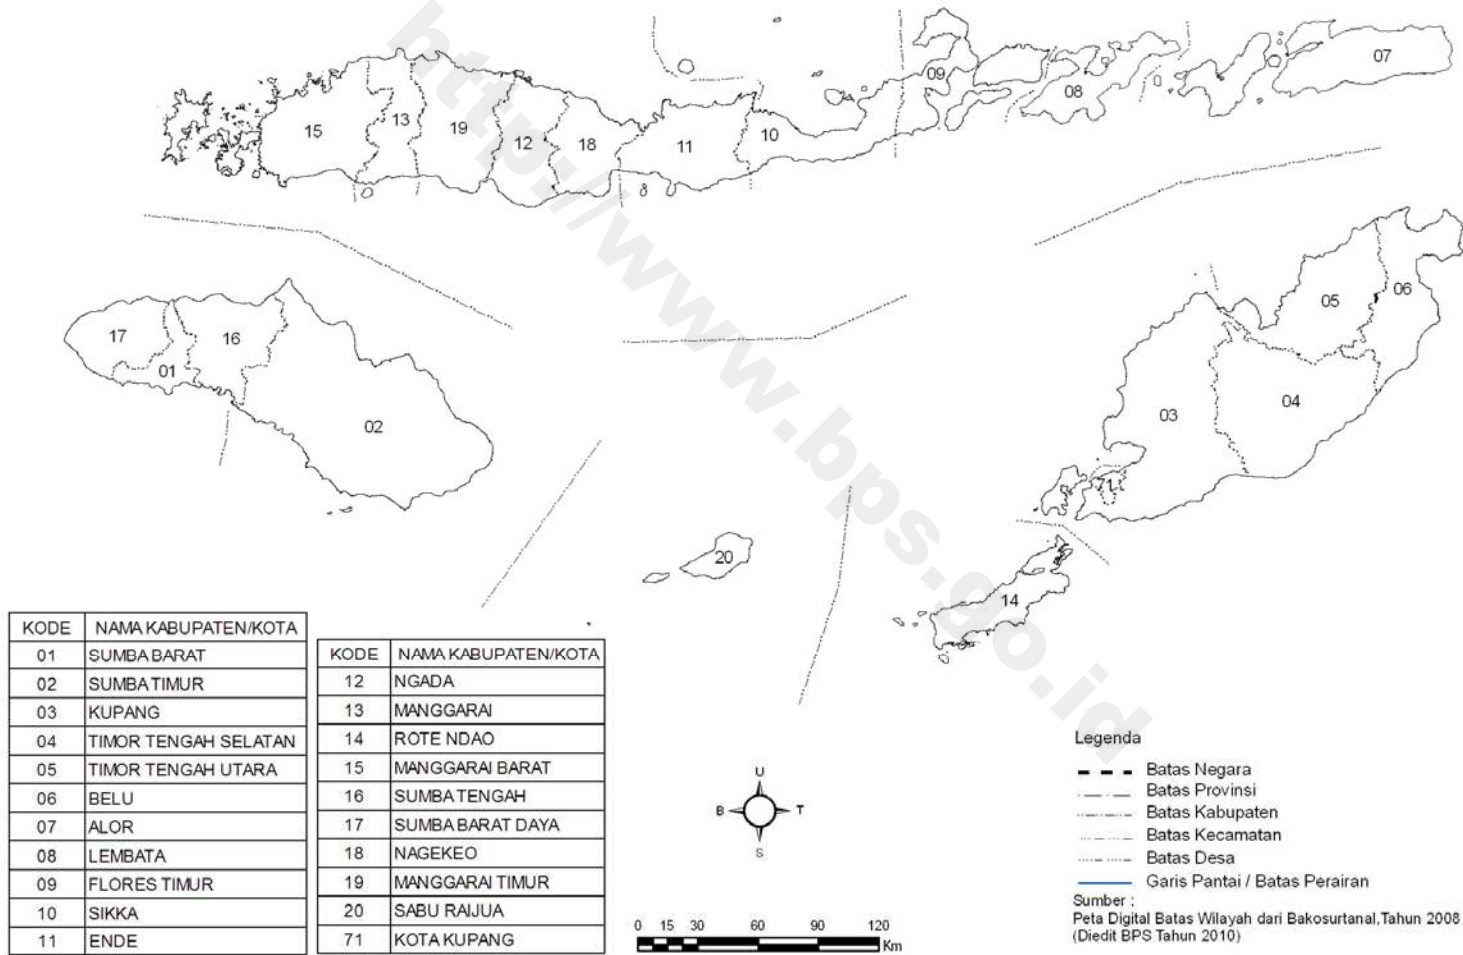 http://www.bps.go.id
09
07
08
15
13
19
12
18
11
10
17
16
01
02
05
06
03
04
71
20
14
KODE NAMA KABUPATEN/KOTA
01 SUMBA BARAT
02 SUMBA TIMUR
03 KUPANG
04 TIMOR TENGAH SELATAN
05 TIMOR TENGAH UTARA
06 BELU
07 ALOR
08 LEMBATA
09 FLORES TIMUR
10 SIKKA
11 ENDE
KODE NAMA KABUPATEN/KOTA
12 NGADA
13 MANGGARAI
14 ROTE NDAO
15 MANGGARAI BARAT
16 SUMBA TENGAH
17 SUMBA BARAT DAYA
18 NAGEKEO
19 MANGGARAI TIMUR
20 SABU RAIJUA
71 KOTA KUPANG
U
B T
S
0 15 30 60 90 120
Km
Legenda
Batas Negara
Batas Provinsi
Batas Kabupaten
Batas Kecamatan
Batas Desa
Garis Pantai / Batas Perairan
Sumber :
Peta Digital Batas Wilayah dari Bakosurtanal,Tahun 2008
(Diedit BPS Tahun 2010)